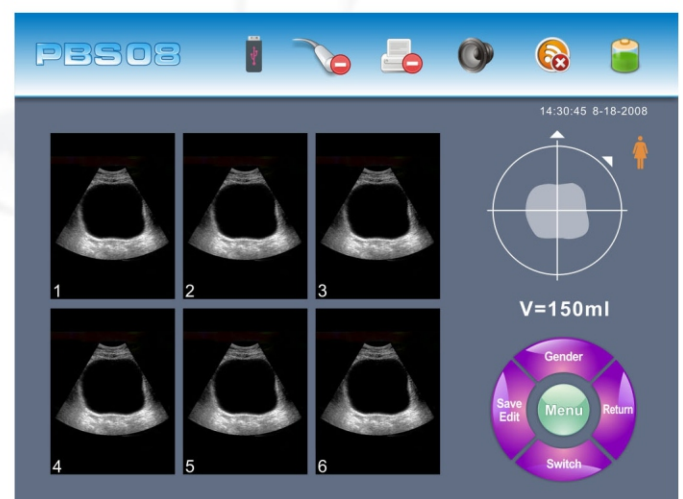 PBS08
14:30:45 8-18-2008
1
2
3
V=150ml
4
5
6
Gender
Save
Edit
Menu
Return
Switch